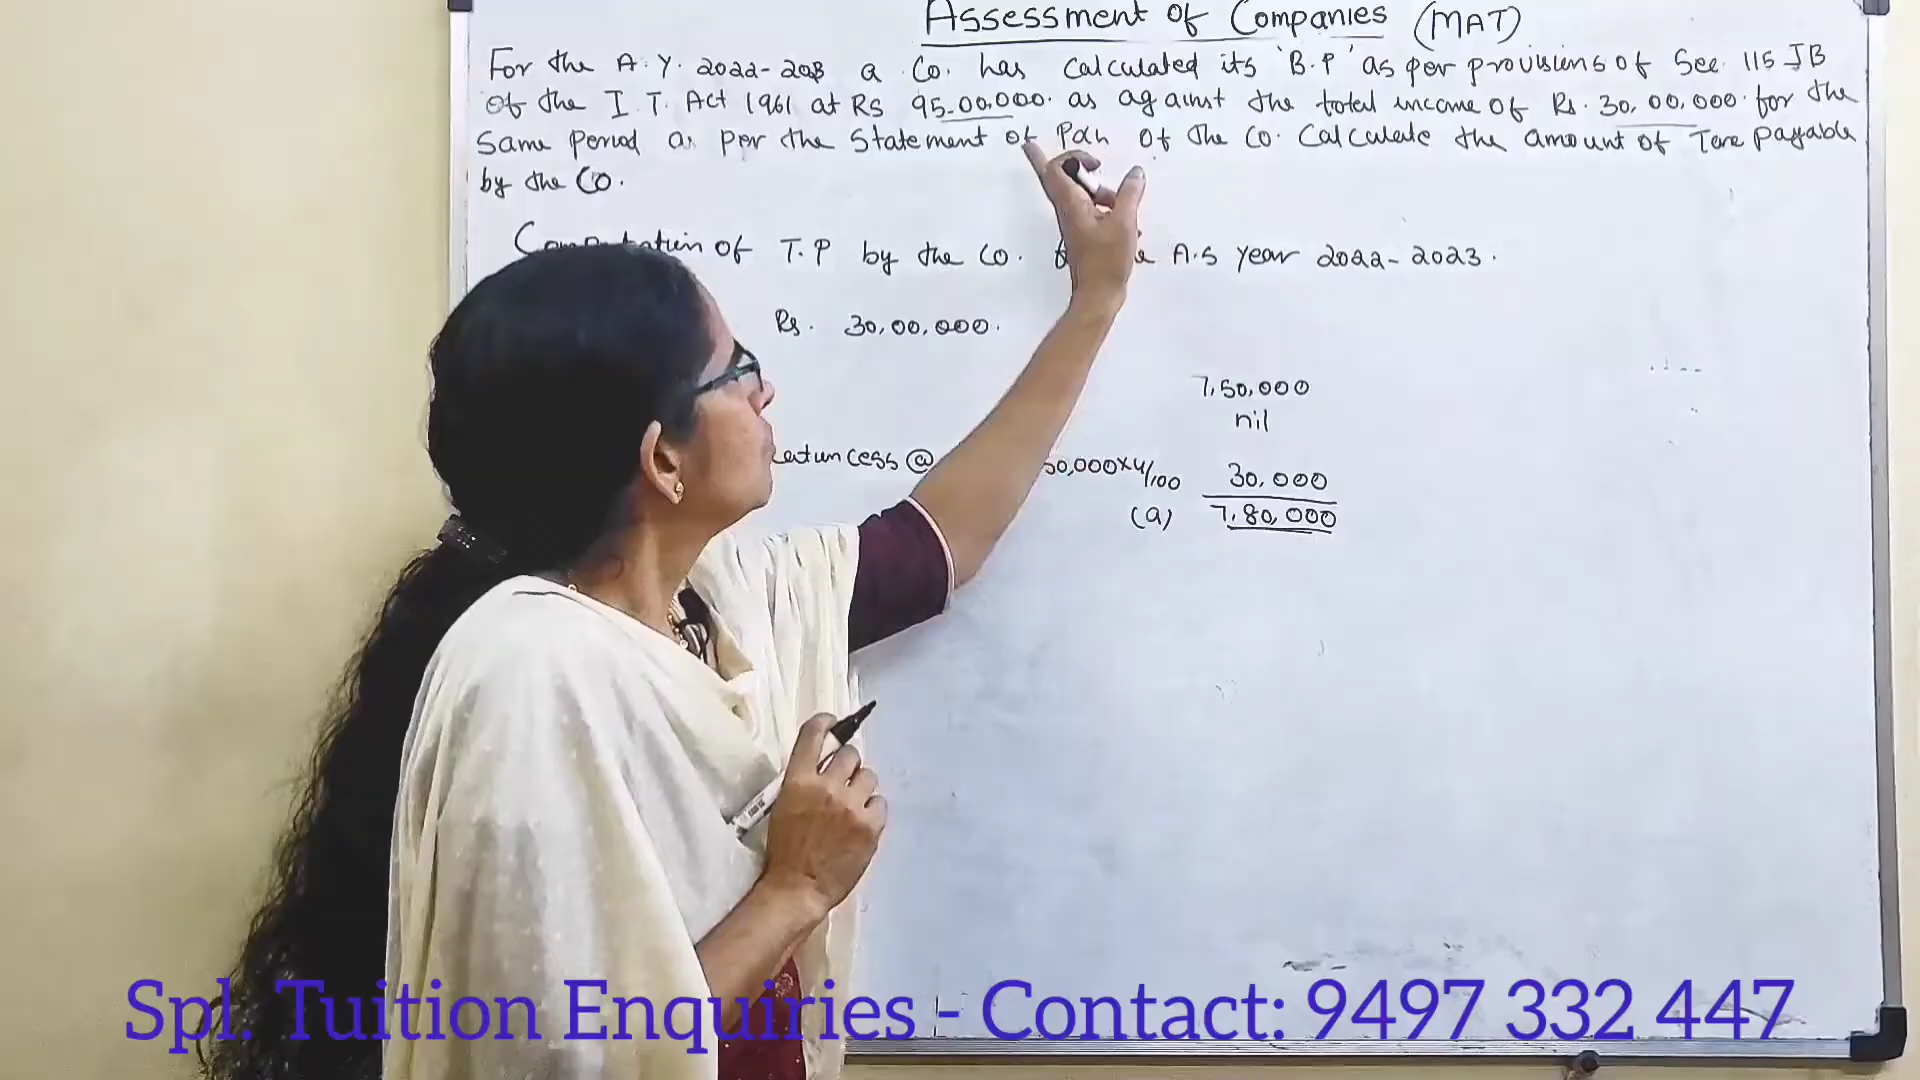 Assessment of Companies (MAT)
For the A.Y. 2022-203 a Co. has calculated its 'B.P' as per provisions of Sec 115 JB
of the I.T. Act 1961 at Rs 95,00,000. as against the total income of Rs. 30,00,000. for the
Same Period as per the Statement of P&L of the Co. Calculate the amount of Tax payable
by the Co.
of T.P by the Co. A.S year 2022-2023.
Rs. 30,00,000.
7,50,000
nil
cess @ 50,000x4/100 30,000
(a) 7,80,000
Spl. Tuition Enquiries - Contact: 9497 332 447